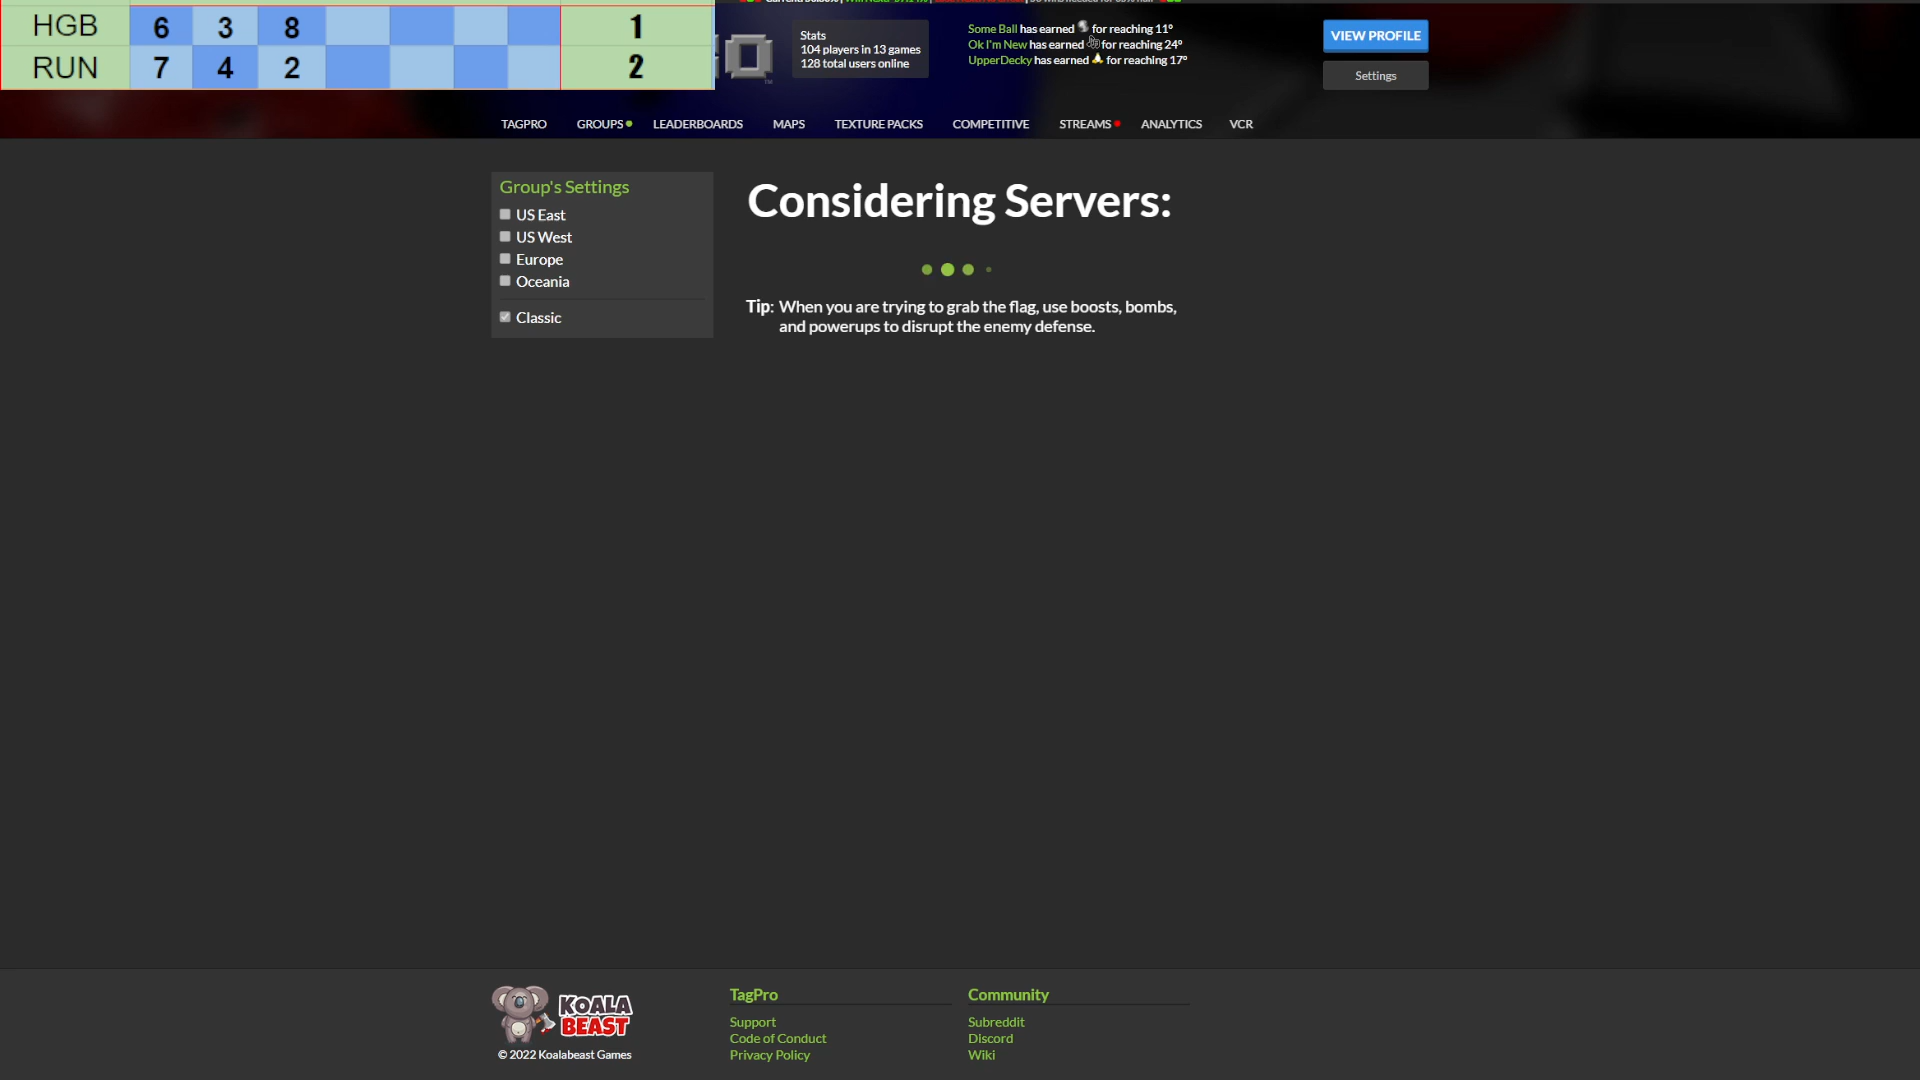 HGB 6 3 8 1
RUN 7 4 2 2
Stats
104 players in 13 games
128 total users online
Some Ball has earned for reaching 11°
Ok I'm New has earned for reaching 24°
UpperDecky has earned for reaching 17°
VIEW PROFILE
Settings
TAGPRO GROUPS LEADERBOARDS MAPS TEXTURE PACKS COMPETITIVE STREAMS ANALYTICS VCR
Group's Settings
US East
US West
Europe
Oceania
Classic
Considering Servers:
Tip: When you are trying to grab the flag, use boosts, bombs,
and powerups to disrupt the enemy defense.
KOALA
BEAST
© 2022 Koalabeast Games
TagPro
Support
Code of Conduct
Privacy Policy
Community
Subreddit
Discord
Wiki